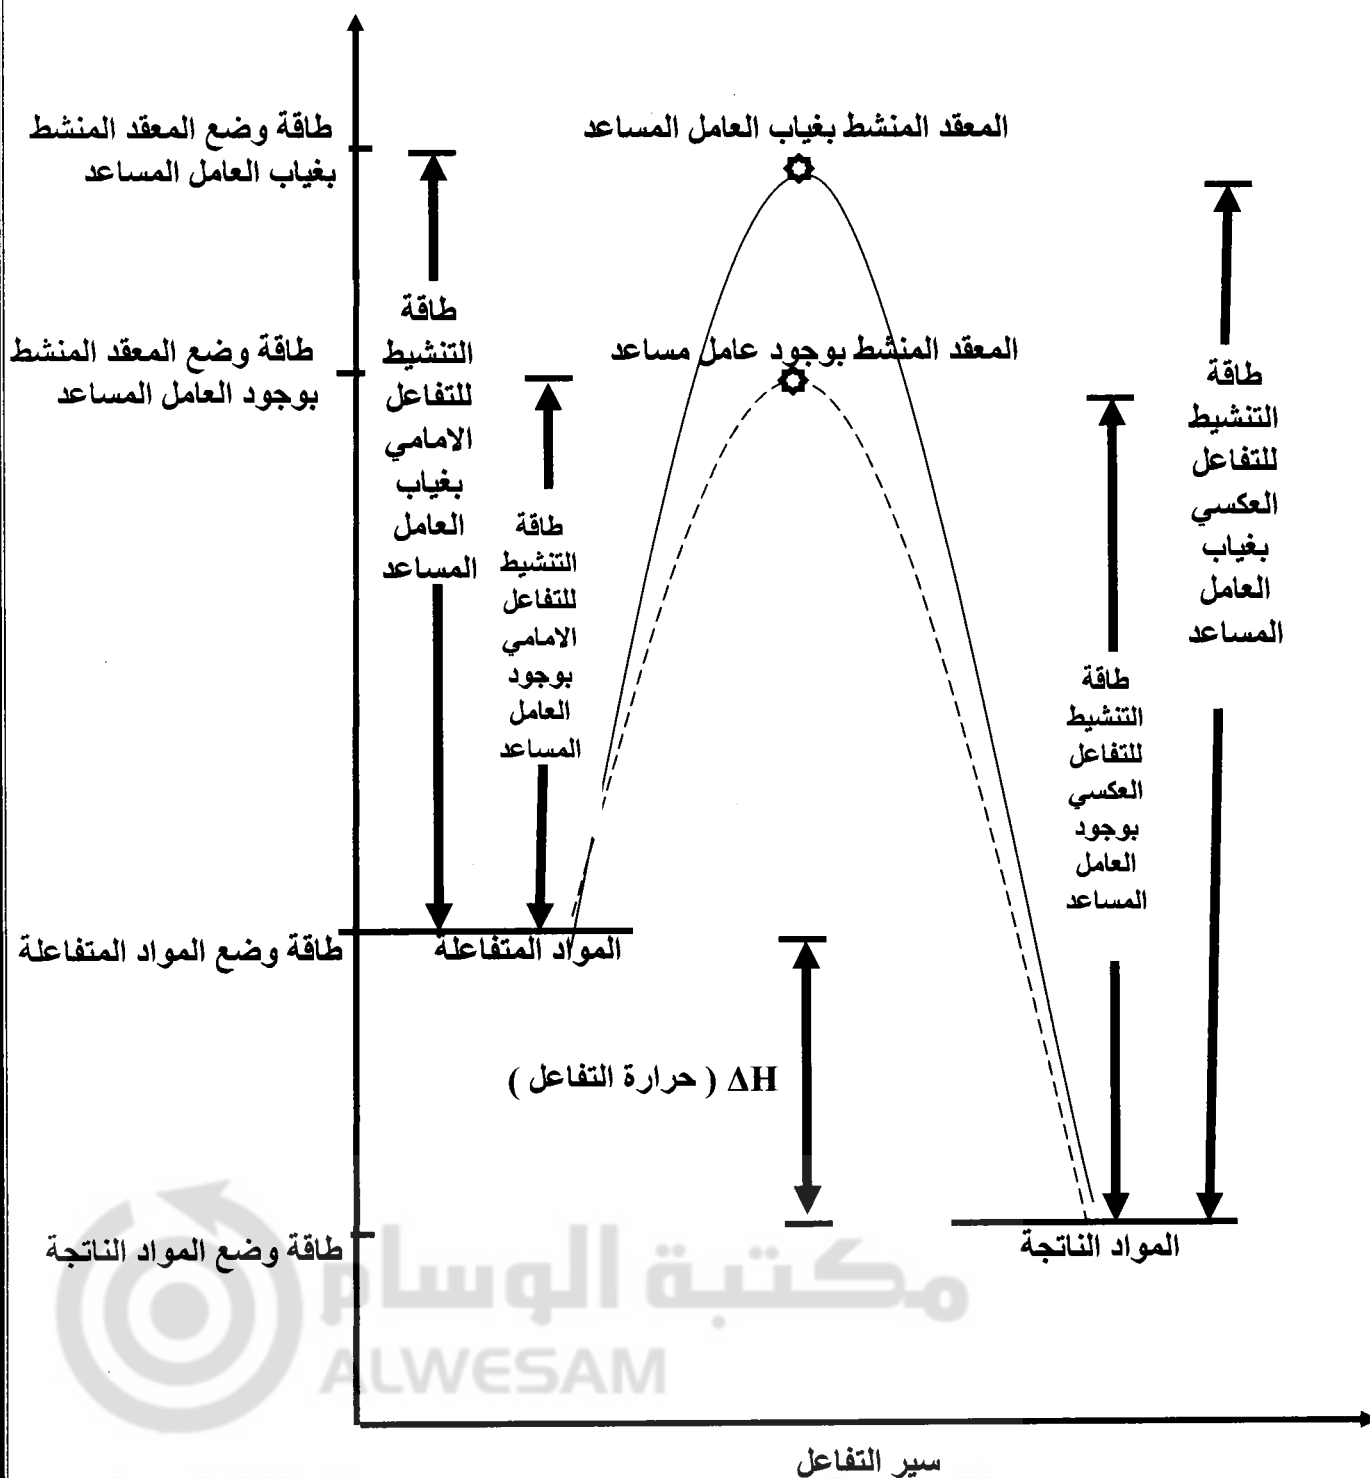 طاقة وضع المعقد المنشط
بغياب العامل المساعد
المعقد المنشط بغياب العامل المساعد
طاقة وضع المعقد المنشط
بوجود العامل المساعد
المعقد المنشط بوجود عامل مساعد
طاقة
التنشيط
للتفاعل
الامامي
بغياب
العامل
المساعد
طاقة
التنشيط
للتفاعل
الامامي
بوجود
العامل
المساعد
طاقة
التنشيط
للتفاعل
العكسي
بوجود
العامل
المساعد
طاقة
التنشيط
للتفاعل
العكسي
بغياب
العامل
المساعد
طاقة وضع المواد المتفاعلة
المواد المتفاعلة
ΔH ( حرارة التفاعل )
طاقة وضع المواد الناتجة
المواد الناتجة
مكتبة الوسام
ALWESAM
سير التفاعل